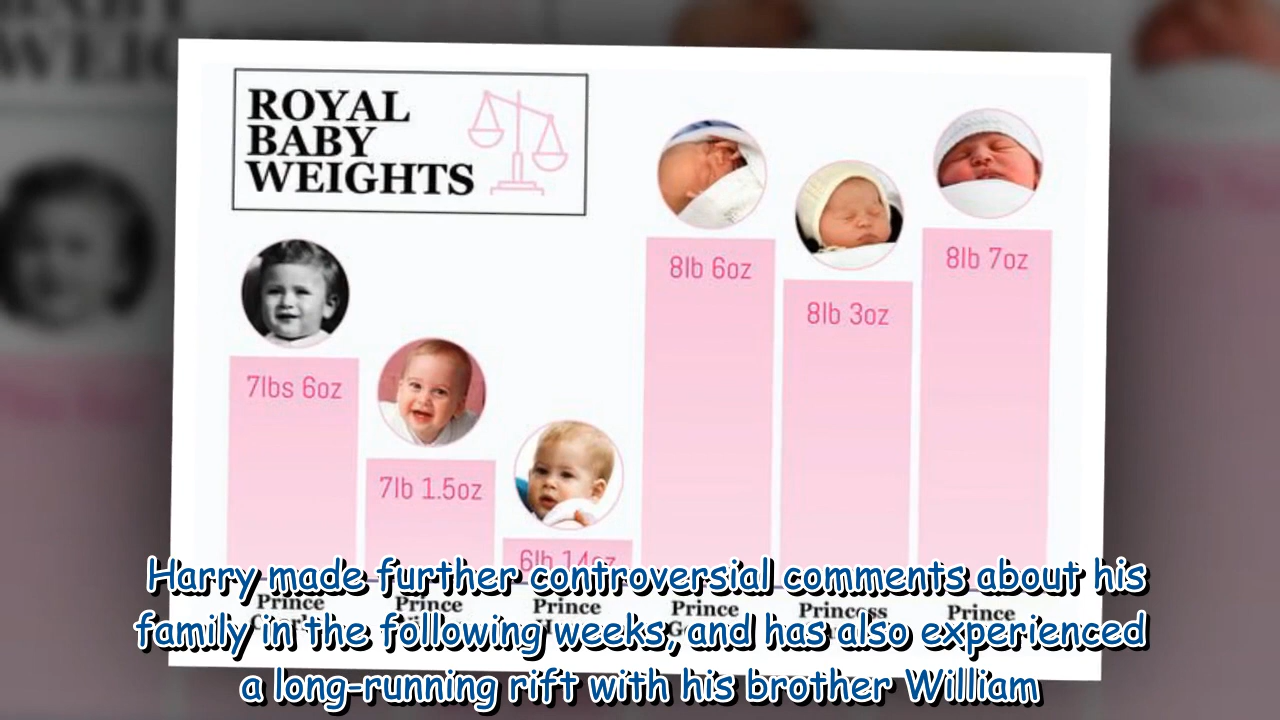 ROYAL
BABY
WEIGHTS
7lbs 6oz
7lb 1.5oz
6lb 14oz
8lb 6oz
8lb 3oz
8lb 7oz
Prince
Prince
Prince
Prince
Princess
Prince
Harry made further controversial comments about his
family in the following weeks, and has also experienced
a long-running rift with his brother William